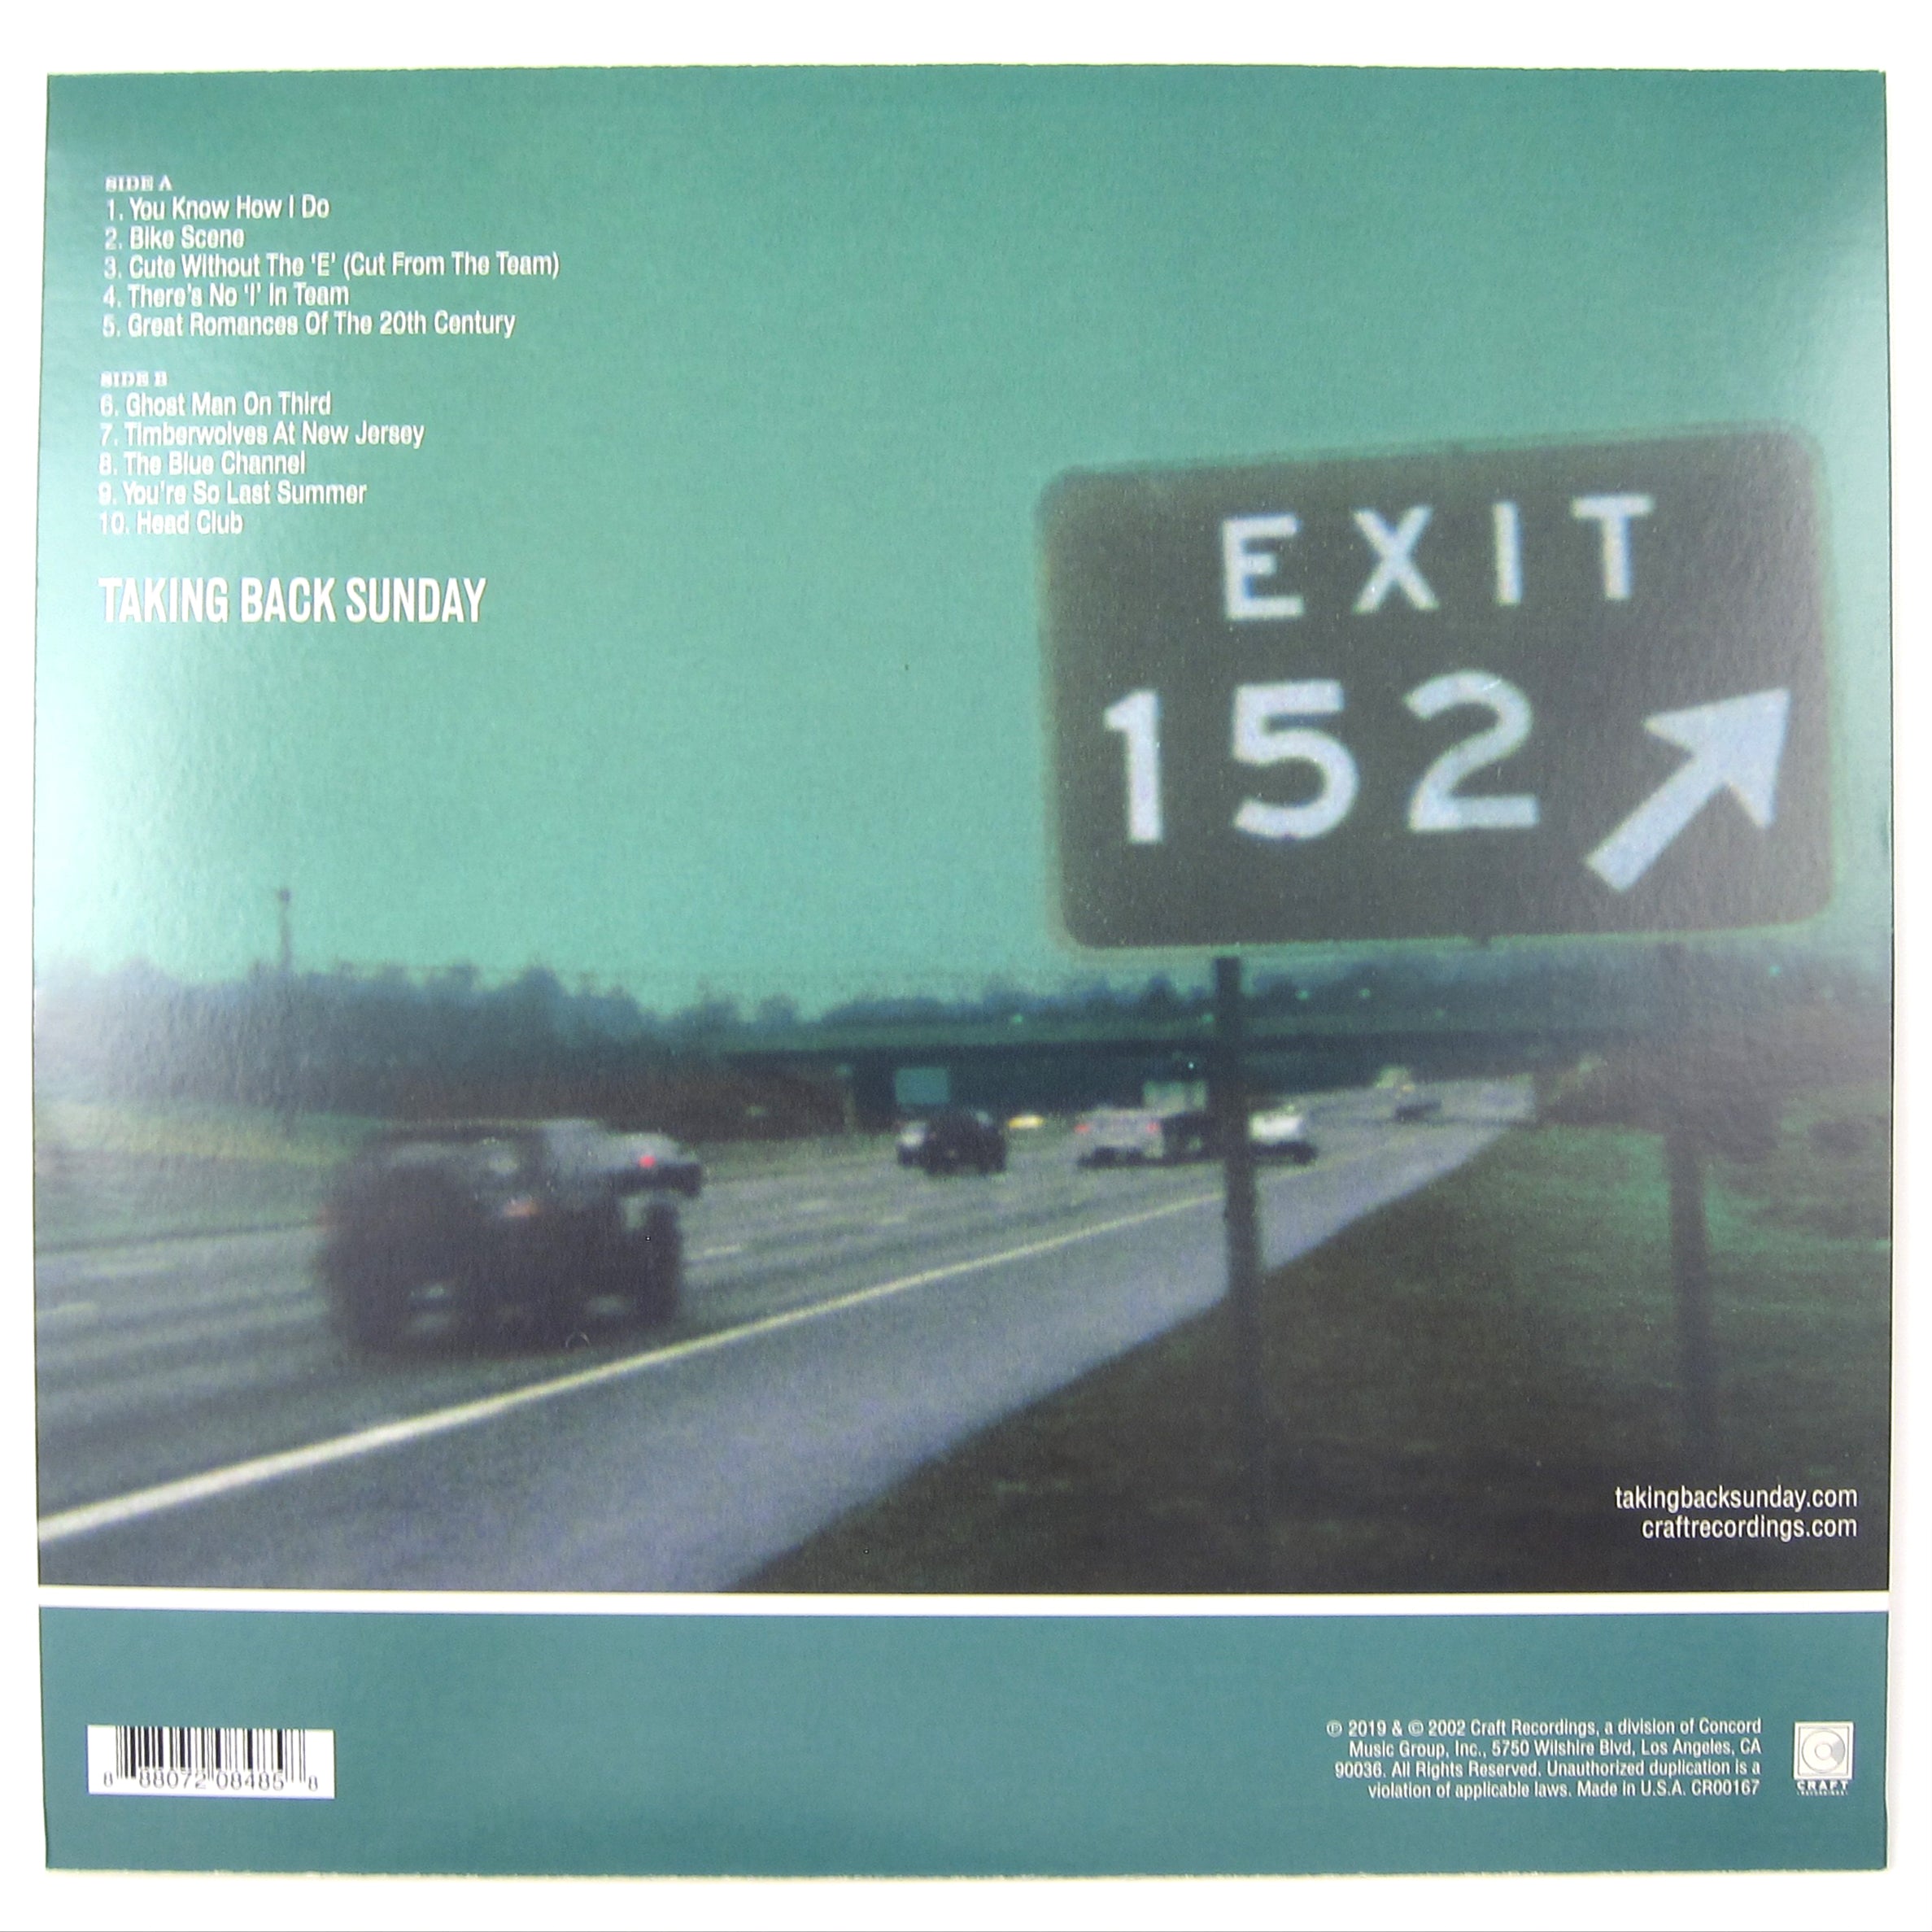 SIDE A
1. You Know How I Do
2. Bike Scene
3. Cute Without The ‘E’ (Cut From The Team)
4. There’s No ‘I’ In Team
5. Great Romances Of The 20th Century
SIDE B
6. Ghost Man On Third
7. Timberwolves At New Jersey
8. The Blue Channel
9. You’re So Last Summer
10. Head Club
TAKING BACK SUNDAY
EXIT
152
takingbacksunday.com
craftrecordings.com
8 88072 08485 8
℗ 2019 & © 2002 Craft Recordings, a division of Concord
Music Group, Inc., 5750 Wilshire Blvd, Los Angeles, CA
90036. All Rights Reserved. Unauthorized duplication is a
violation of applicable laws. Made in U.S.A. CR00167
CRAFT
RECORDINGS